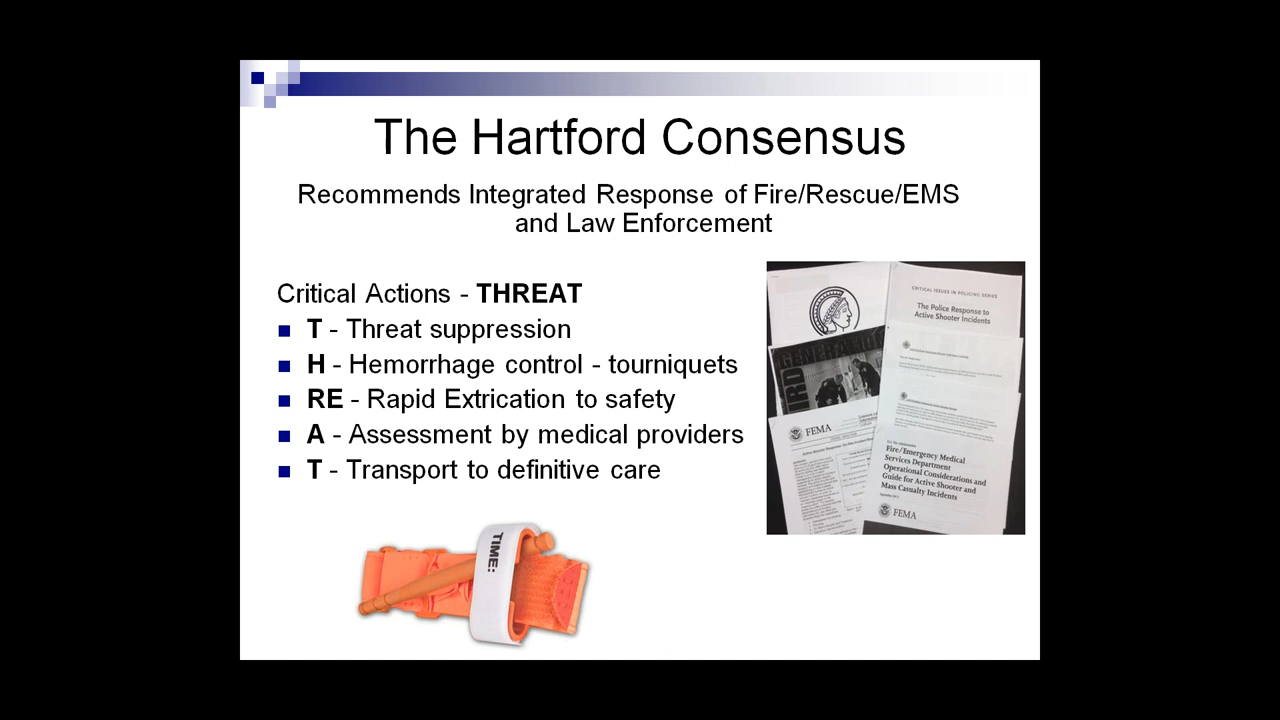 The Hartford Consensus
Recommends Integrated Response of Fire/Rescue/EMS
and Law Enforcement
Critical Actions - THREAT
T - Threat suppression
H - Hemorrhage control - tourniquets
RE - Rapid Extrication to safety
A - Assessment by medical providers
T - Transport to definitive care
CRITICAL ISSUES IN POLICING SERIES
The Police Response to
Active Shooter Incidents
FEMA
Fire/Emergency Medical
Services Department
Operational Considerations and
Guide for Active Shooter and
Mass Casualty Incidents
FEMA
TIME: